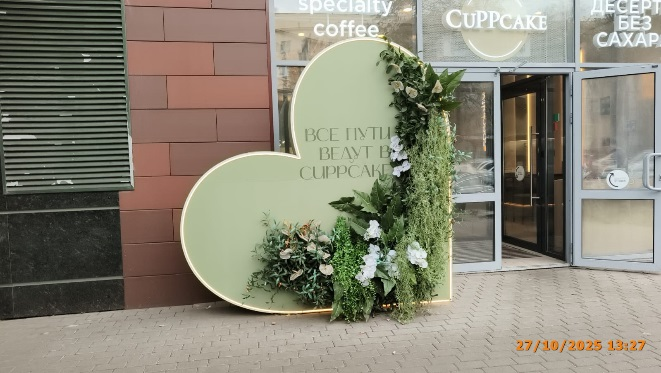 specialty
coffee
CUPPCAKE
ДЕСЕРТ
БЕЗ
САХАР
ВСЕ ПУТИ
ВЕДУТ В
CUPPCAKE
27/10/2025 13:27